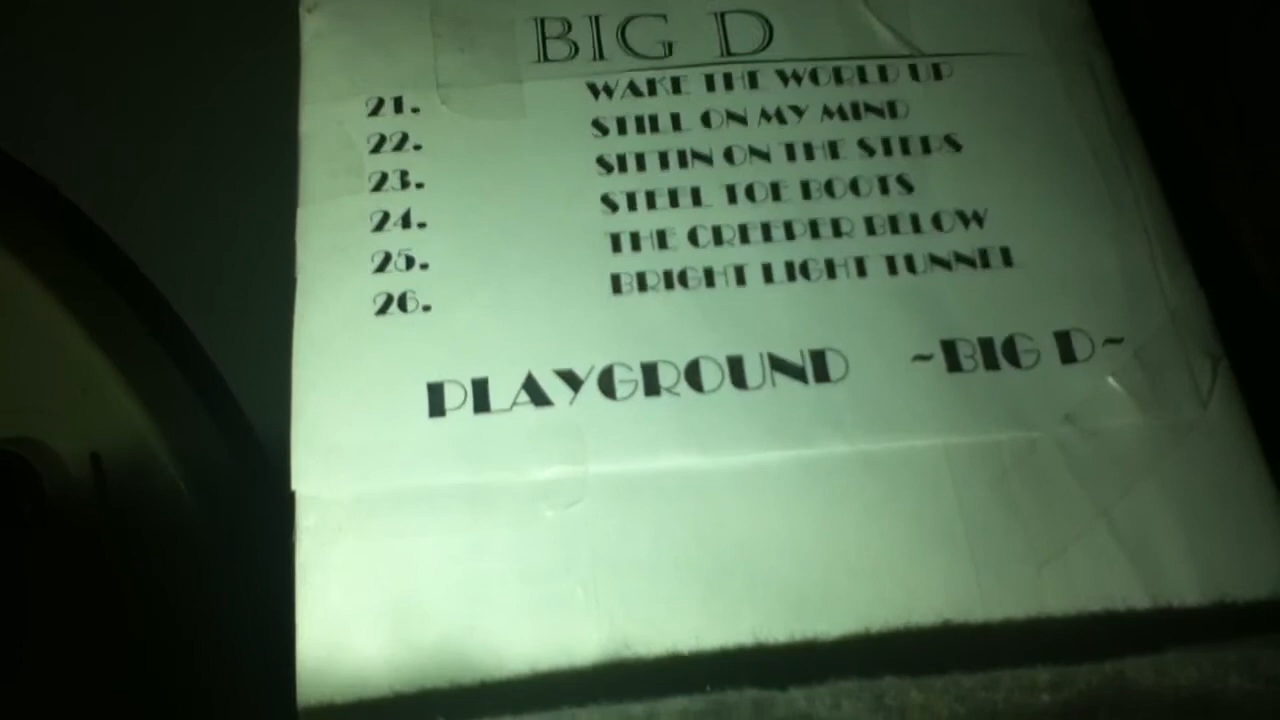 BIG D
21. WAKE THE WORLD UP
22. STILL ON MY MIND
23. SITTIN ON THE STEPS
24. STEEL TOE BOOTS
25. THE CREEPER BELOW
26. BRIGHT LIGHT TUNNEL
PLAYGROUND ~BIG D~